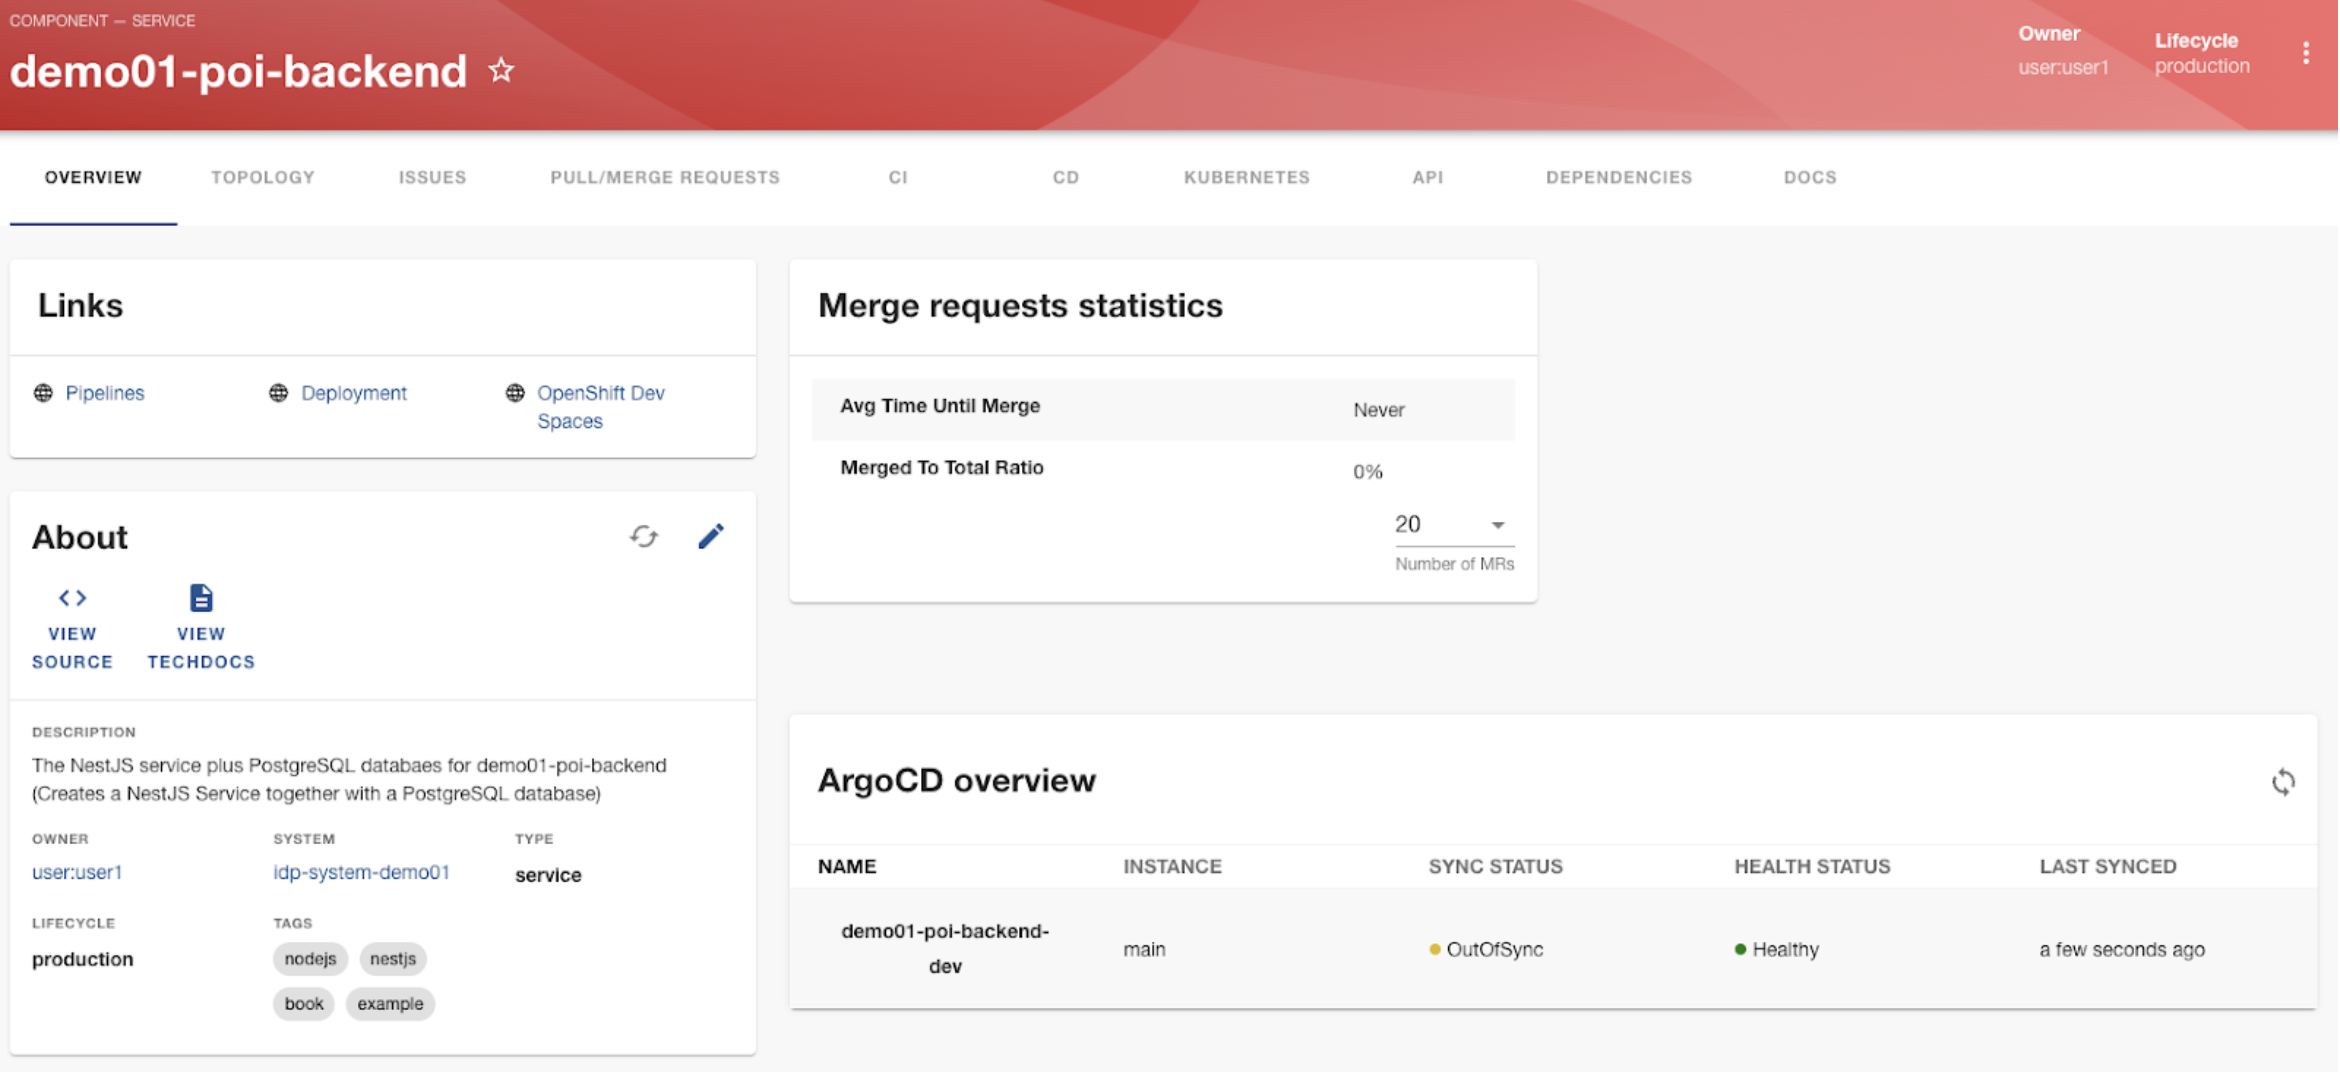 COMPONENT — SERVICE
demo01-poi-backend
Owner
user:user1
Lifecycle
production
OVERVIEW
TOPOLOGY
ISSUES
PULL/MERGE REQUESTS
CI
CD
KUBERNETES
API
DEPENDENCIES
DOCS
Links
Pipelines
Deployment
OpenShift Dev
Spaces
About
VIEW
SOURCE
VIEW
TECHDOCS
DESCRIPTION
The NestJS service plus PostgreSQL databaes for demo01-poi-backend
(Creates a NestJS Service together with a PostgreSQL database)
OWNER
user:user1
SYSTEM
idp-system-demo01
TYPE
service
LIFECYCLE
production
TAGS
nodejs
nestjs
book
example
Merge requests statistics
Avg Time Until Merge
Never
Merged To Total Ratio
0%
20
Number of MRs
ArgoCD overview
NAME
INSTANCE
SYNC STATUS
HEALTH STATUS
LAST SYNCED
demo01-poi-backend-
dev
main
OutOfSync
Healthy
a few seconds ago